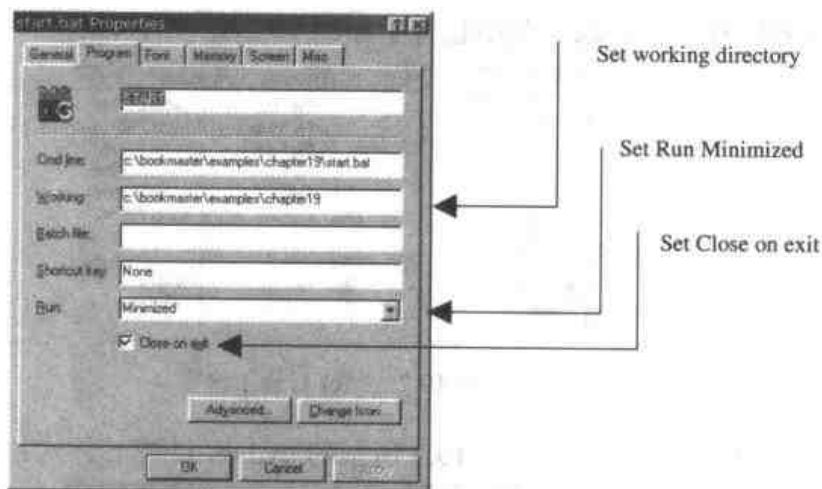 start.bat Properties
General Program Font Memory Screen Misc
START
Cmd line: c:\bookmaster\examples\chapter19\start.bat
Working: c:\bookmaster\examples\chapter19
Batch file:
Shortcut key: None
Run: Minimized
Close on exit
Advanced... Change Icon...
OK Cancel Apply
Set working directory
Set Run Minimized
Set Close on exit